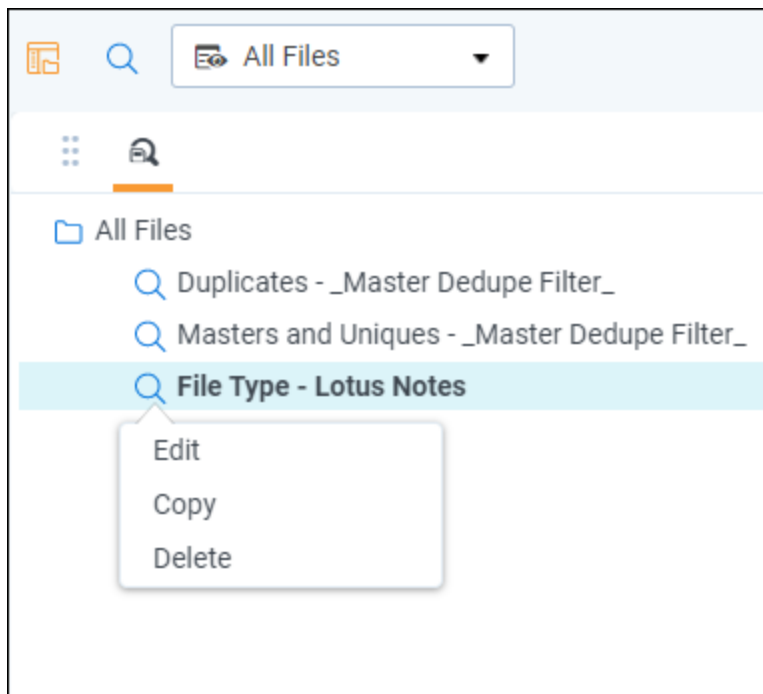 All Files
All Files
Duplicates - _Master Dedupe Filter_
Masters and Uniques - _Master Dedupe Filter_
File Type - Lotus Notes
Edit
Copy
Delete